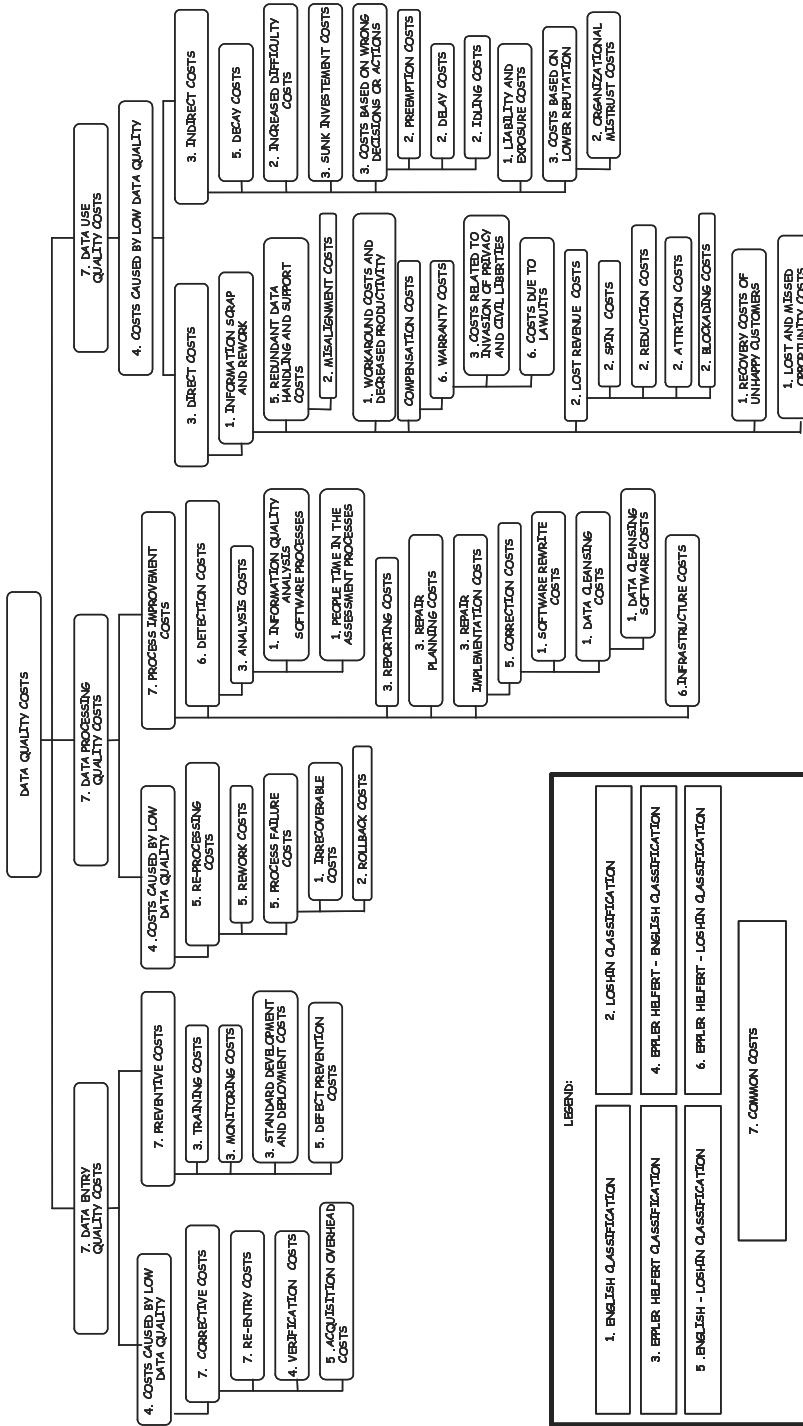 DATA QUALITY COSTS
7. DATA ENTRY
QUALITY COSTS
4. COSTS CAUSED BY LOW
DATA QUALITY
7. CORRECTIVE COSTS
7. RE-ENTRY COSTS
4. VERIFICATION COSTS
5 .ACQUISITION OVERHEAD
COSTS
7. PREVENTIVE COSTS
3. TRAINING COSTS
3. MONITORING COSTS
3. STANDARD DEVELOPMENT
AND DEPLOYMENT COSTS
5. DEFECT PREVENTION
COSTS
7. DATA PROCESSING
QUALITY COSTS
4 .COSTS CAUSED BY LOW
DATA QUALITY
5. RE-PROCESSING
COSTS
5. REWORK COSTS
5. PROCESS FAILURE
COSTS
1. IRRECOVERABLE
COSTS
2. ROLLBACK COSTS
7. PROCESS IMPROVEMENT
COSTS
6. DETECTION COSTS
3. ANALYSIS COSTS
1. INFORMATION QUALITY
ANALYSIS
SOFTWARE PROCESSES
1. PEOPLE TIME IN THE
ASSESSMENT PROCESSES
3. REPORTING COSTS
3. REPAIR
PLANNING COSTS
3. REPAIR
IMPLEMENTATION COSTS
5. CORRECTION COSTS
1. SOFTWARE REWRITE
COSTS
1. DATA CLEANSING
COSTS
1. DATA CLEANSING
SOFTWARE COSTS
6.INFRASTRUCTURE COSTS
7. DATA USE
QUALITY COSTS
4. COSTS CAUSED BY LOW DATA QUALITY
3. DIRECT COSTS
1. INFORMATION SCRAP
AND REWORK
5. REDUNDANT DATA
HANDLING AND SUPPORT
COSTS
2. MISALIGNMENT COSTS
1. WORKAROUND COSTS AND
DECREASED PRODUCTIVITY
COMPENSATION COSTS
6. WARRANTY COSTS
3 .COSTS RELATED TO
INVASION OF PRIVACY
AND CIVIL LIBERTIES
6. COSTS DUE TO
LAWUITS
2. LOST REVENUE COSTS
2. SPIN COSTS
2. REDUCTION COSTS
2. ATTRITION COSTS
2. BLOCKADING COSTS
1. RECOVERY COSTS OF
UNHAPPY CUSTOMERS
1. LOST AND MISSED
OPPORTUNITY COSTS
3. INDIRECT COSTS
5. DECAY COSTS
2. INCREASED DIFFICULTY
COSTS
3. SUNK INVESTEMENT COSTS
3. COSTS BASED ON WRONG
DECISIONS OR ACTIONS
2. PREEMPTION COSTS
2. DELAY COSTS
2. IDLING COSTS
1. LIABILITY AND
EXPOSURE COSTS
3. COSTS BASED ON
LOWER REPUTATION
2. ORGANIZATIONAL
MISTRUST COSTS
LEGEND:
1. ENGLISH CLASSIFICATION
2. LOSHIN CLASSIFICATION
3. EPPLER HELFERT CLASSIFICATION
4. EPPLER HELFERT - ENGLISH CLASSIFICATION
5 .ENGLISH - LOSHIN CLASSIFICATION
6. EPPLER HELFERT - LOSHIN CLASSIFICATION
7. COMMON COSTS